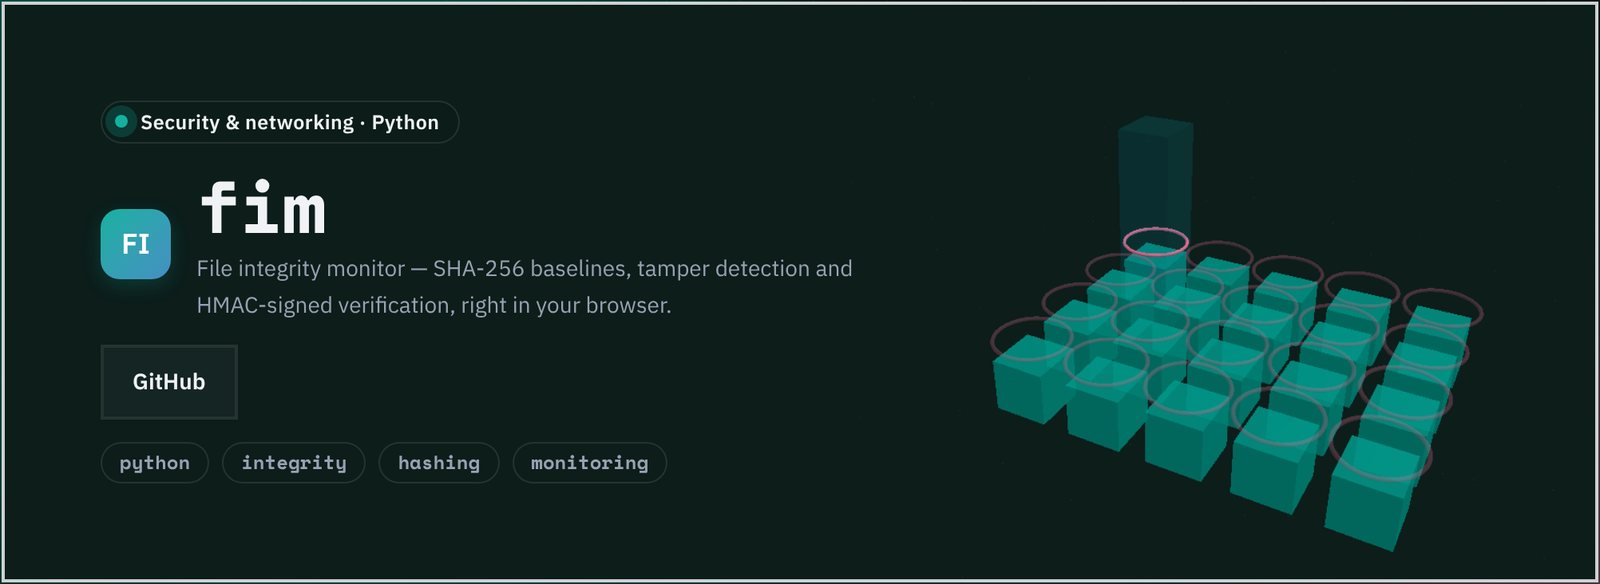 Security & networking · Python
FI
fim
File integrity monitor — SHA-256 baselines, tamper detection and
HMAC-signed verification, right in your browser.
GitHub
python
integrity
hashing
monitoring